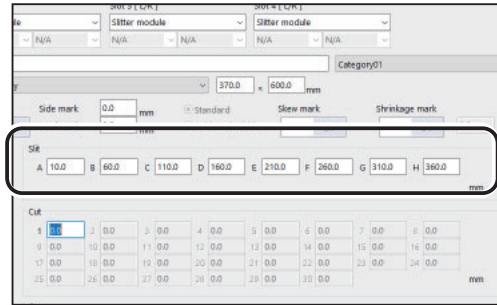 Slitter module Slitter module
N/A N/A N/A N/A N/A
Category01
370.0 × 600.0 mm
Side mark 0.0 mm Standard Skew mark Shrinkage mark
mm
Slit
A 10.0 B 60.0 C 110.0 D 160.0 E 210.0 F 260.0 G 310.0 H 360.0
mm
Cut
1 0.0 2 0.0 3 0.0 4 0.0 5 0.0 6 0.0 7 0.0 8 0.0
9 0.0 10 0.0 11 0.0 12 0.0 13 0.0 14 0.0 15 0.0 16 0.0
17 0.0 18 0.0 19 0.0 20 0.0 21 0.0 22 0.0 23 0.0 24 0.0
25 0.0 26 0.0 27 0.0 28 0.0 29 0.0 30 0.0 mm